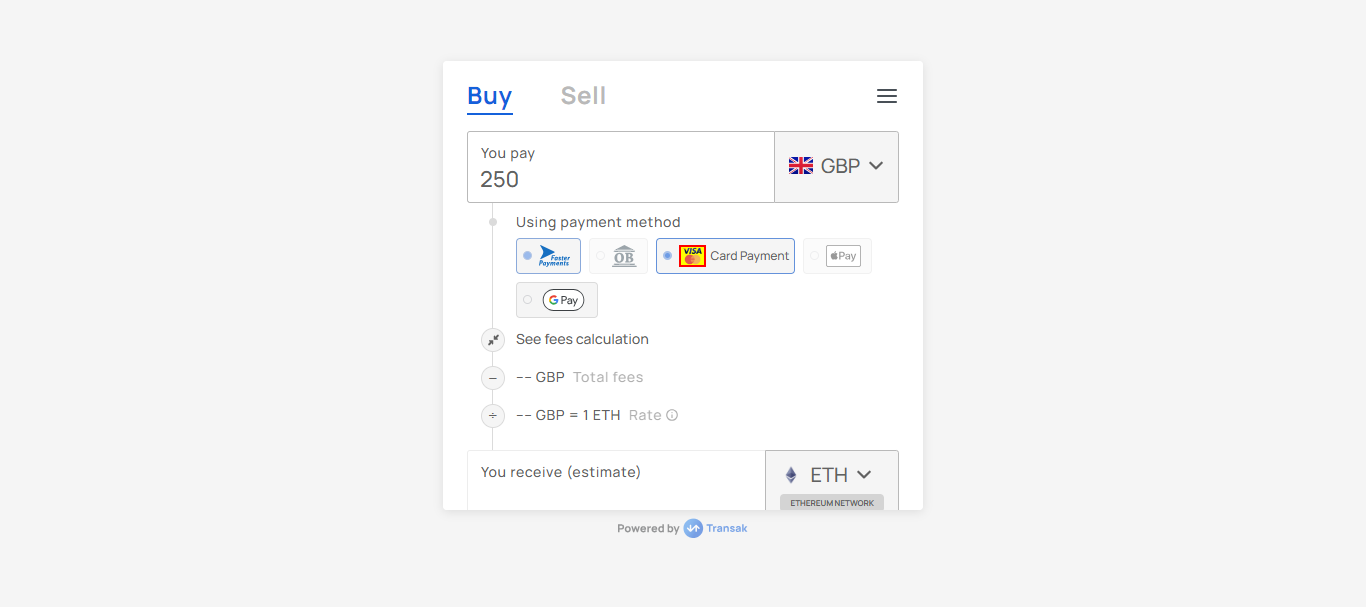 Buy Sell
You pay
250
GBP
Using payment method
Faster Payments OB VISA Card Payment Pay
G Pay
See fees calculation
– -- GBP Total fees
÷ -- GBP = 1 ETH Rate
You receive (estimate)
ETH
ETHEREUM NETWORK
Powered by Transak